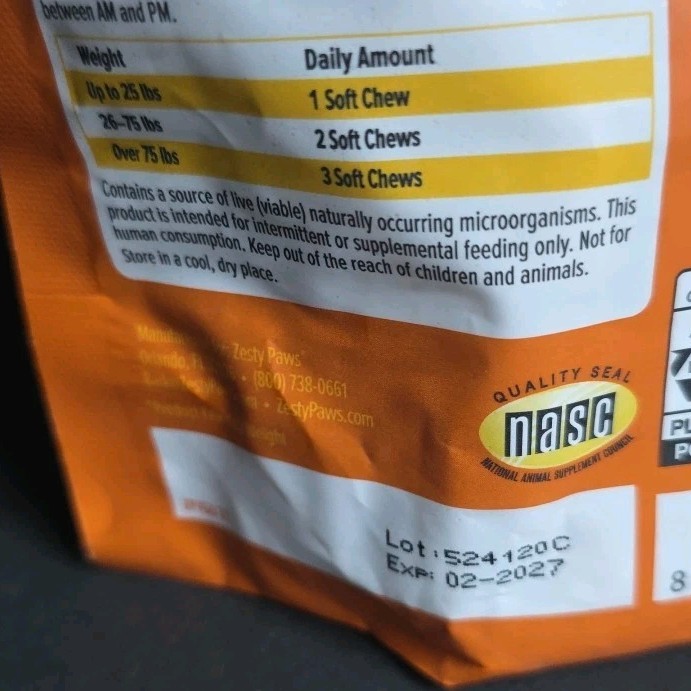 between AM and PM.
Weight Daily Amount
Up to 25 lbs 1 Soft Chew
26-75 lbs 2 Soft Chews
Over 75 lbs 3 Soft Chews
Contains a source of live (viable) naturally occurring microorganisms. This
product is intended for intermittent or supplemental feeding only. Not for
human consumption. Keep out of the reach of children and animals.
Store in a cool, dry place.
Zesty Paws®
Orlando,
• (800) 738-0661
• ZestyPaws.com
QUALITY SEAL
nasc
NATIONAL ANIMAL SUPPLEMENT COUNCIL
PO
Lot:524120C
Exp: 02-2027
8